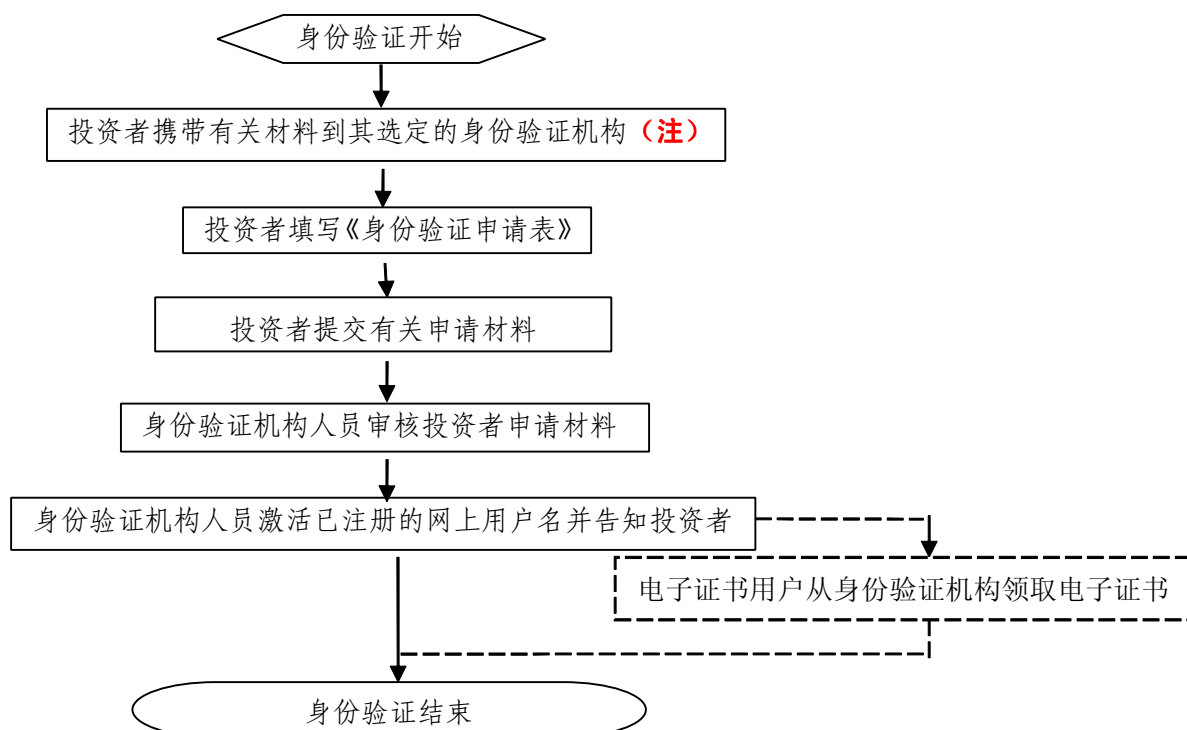 身份验证开始
投资者携带有关材料到其选定的身份验证机构（注）
投资者填写《身份验证申请表》
投资者提交有关申请材料
身份验证机构人员审核投资者申请材料
身份验证机构人员激活已注册的网上用户名并告知投资者
电子证书用户从身份验证机构领取电子证书
身份验证结束